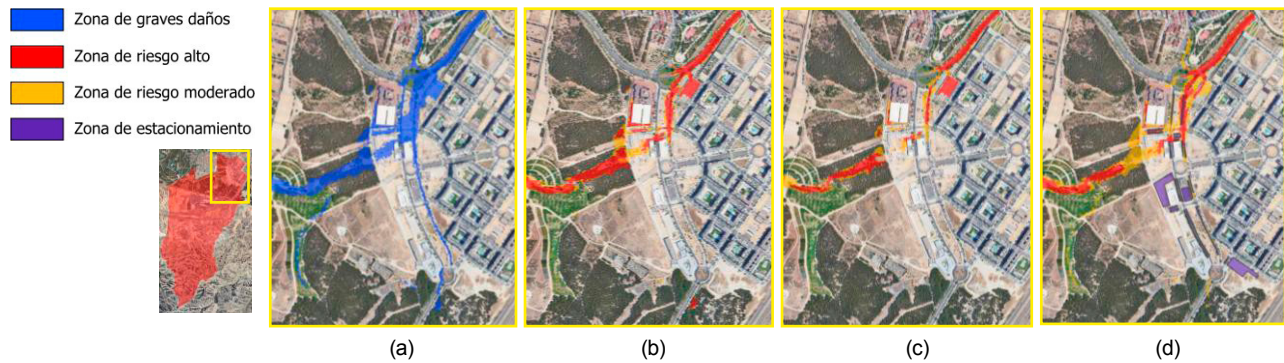 Zona de graves daños
Zona de riesgo alto
Zona de riesgo moderado
Zona de estacionamiento
(a)
(b)
(c)
(d)